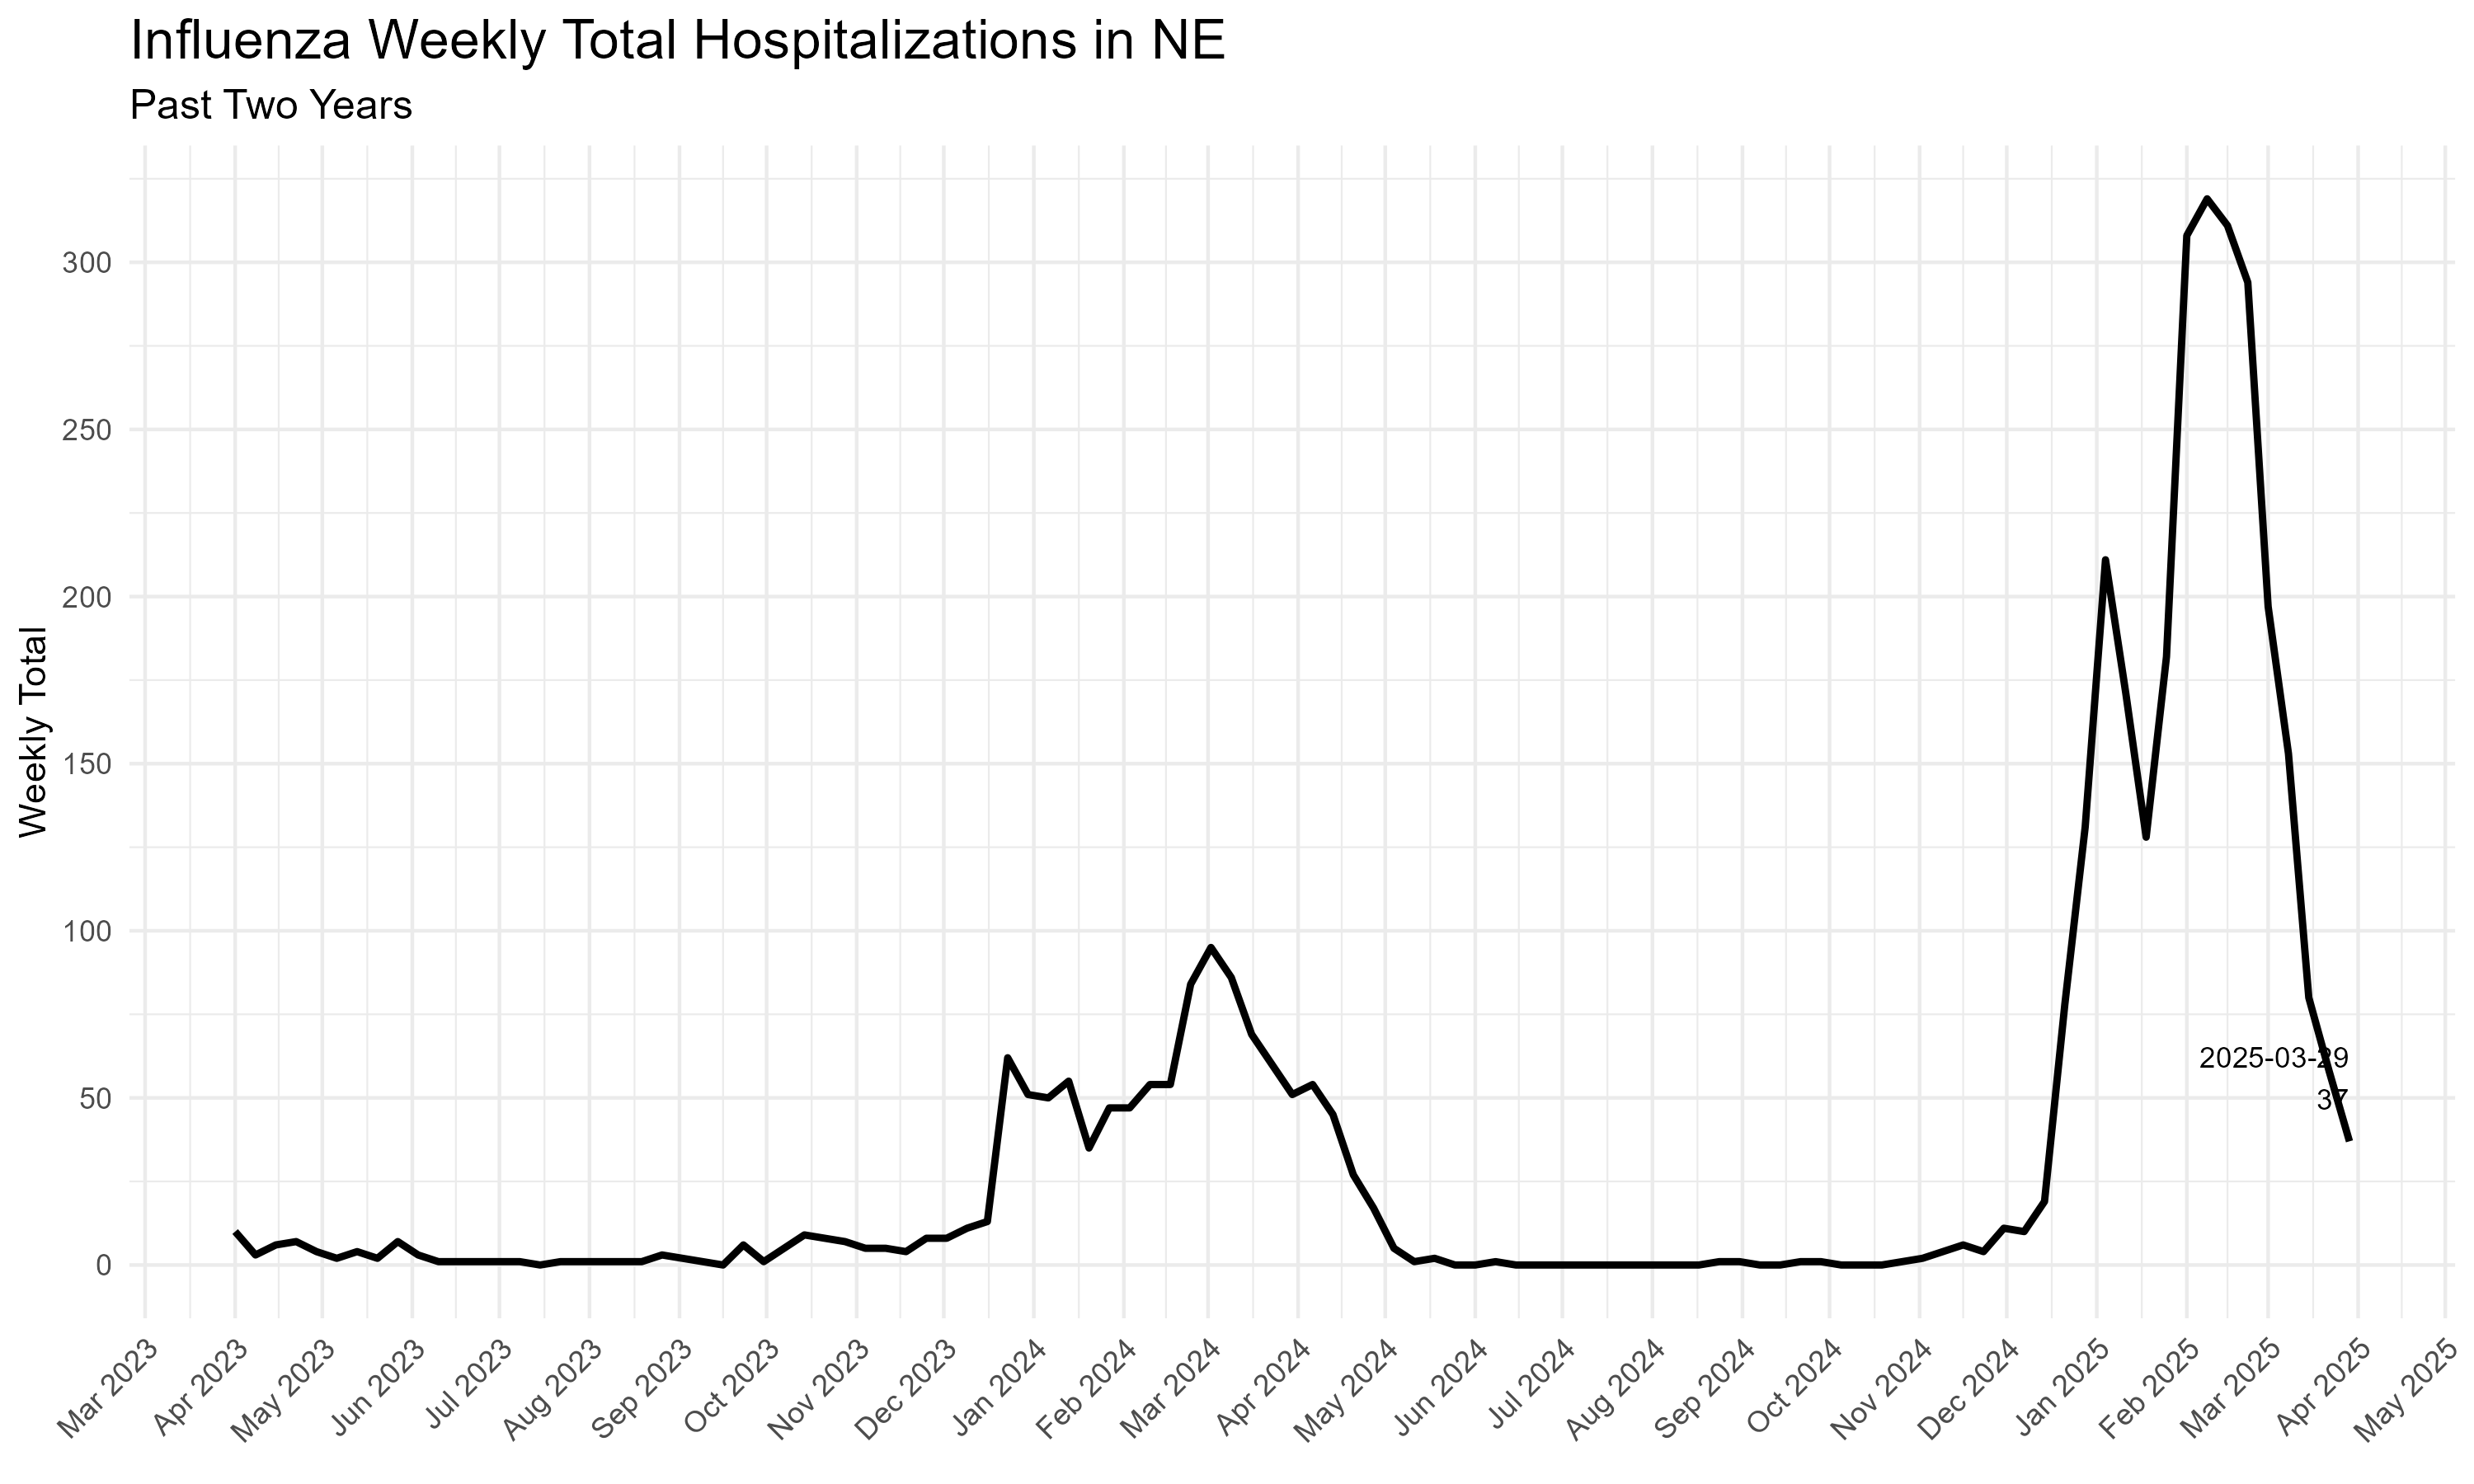 Influenza Weekly Total Hospitalizations in NE
Past Two Years
Weekly Total
300
250
200
150
100
50
0
2025-03-29
37
Mar 2023
Apr 2023
May 2023
Jun 2023
Jul 2023
Aug 2023
Sep 2023
Oct 2023
Nov 2023
Dec 2023
Jan 2024
Feb 2024
Mar 2024
Apr 2024
May 2024
Jun 2024
Jul 2024
Aug 2024
Sep 2024
Oct 2024
Nov 2024
Dec 2024
Jan 2025
Feb 2025
Mar 2025
Apr 2025
May 2025